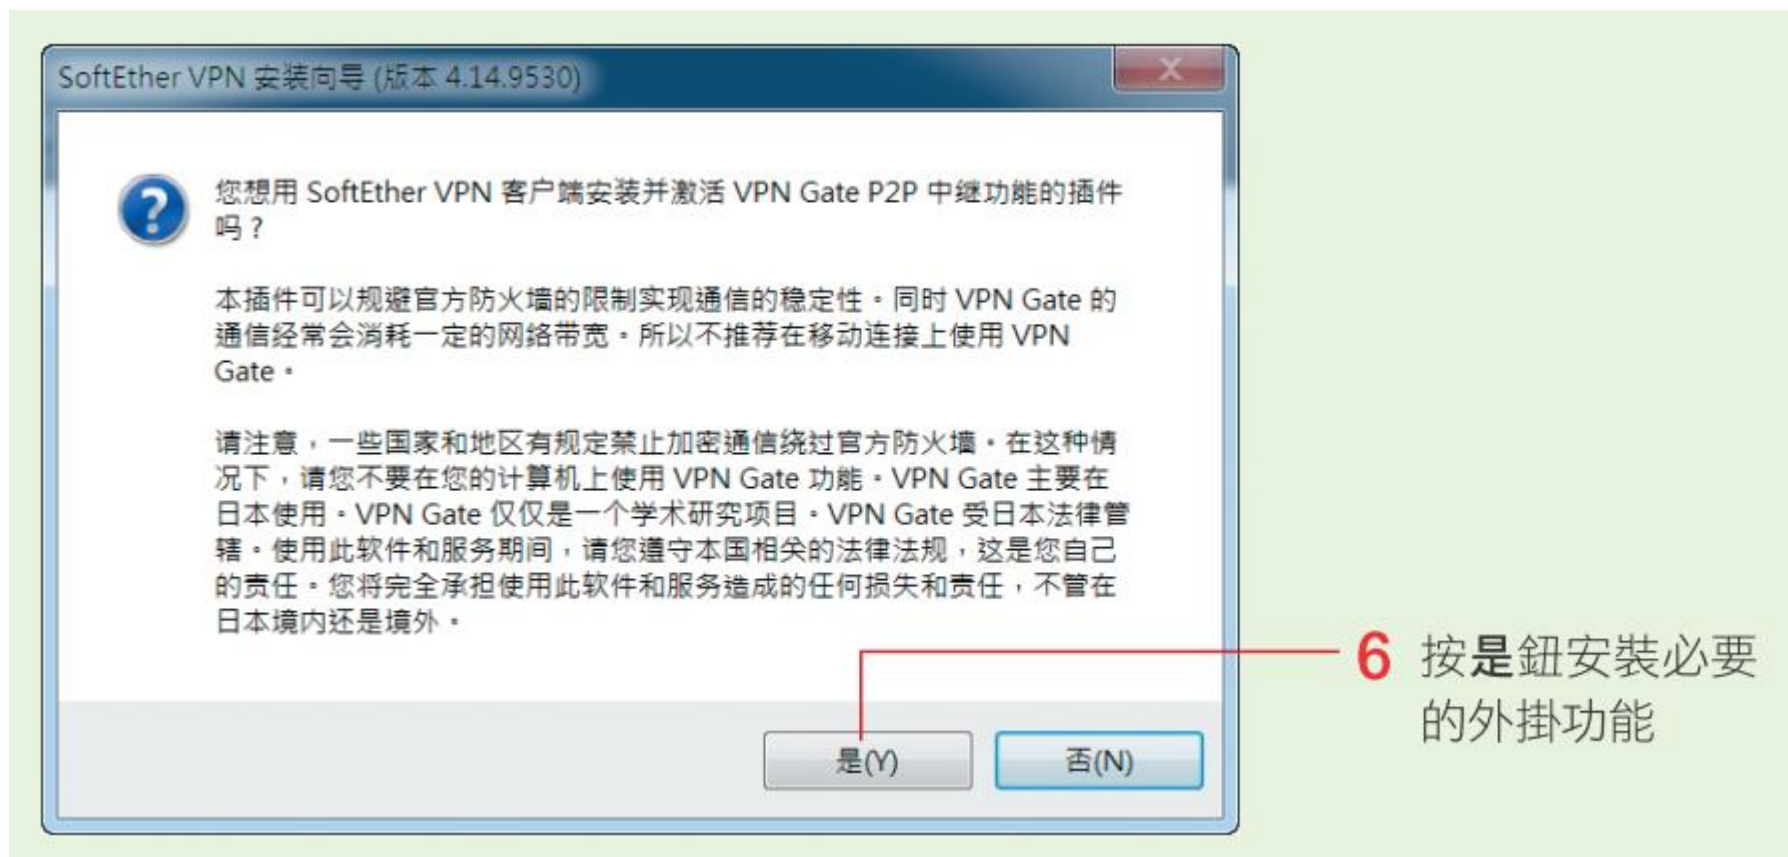 SoftEther VPN 安装向导 (版本 4.14.9530)
您想用 SoftEther VPN 客户端安装并激活 VPN Gate P2P 中继功能的插件
吗？
本插件可以规避官方防火墙的限制实现通信的稳定性。同时 VPN Gate 的
通信经常会消耗一定的网络带宽。所以不推荐在移动连接上使用 VPN
Gate。
请注意，一些国家和地区有规定禁止加密通信绕过官方防火墙。在这种情
况下，请您不要在您的计算机上使用 VPN Gate 功能。VPN Gate 主要在
日本使用。VPN Gate 仅仅是一个学术研究项目。VPN Gate 受日本法律管
辖。使用此软件和服务期间，请您遵守本国相关的法律法规，这是您自己
的责任。您将完全承担使用此软件和服务造成的任何损失和责任，不管在
日本境内还是境外。
6 按是鈕安裝必要
的外掛功能
是(Y)
否(N)